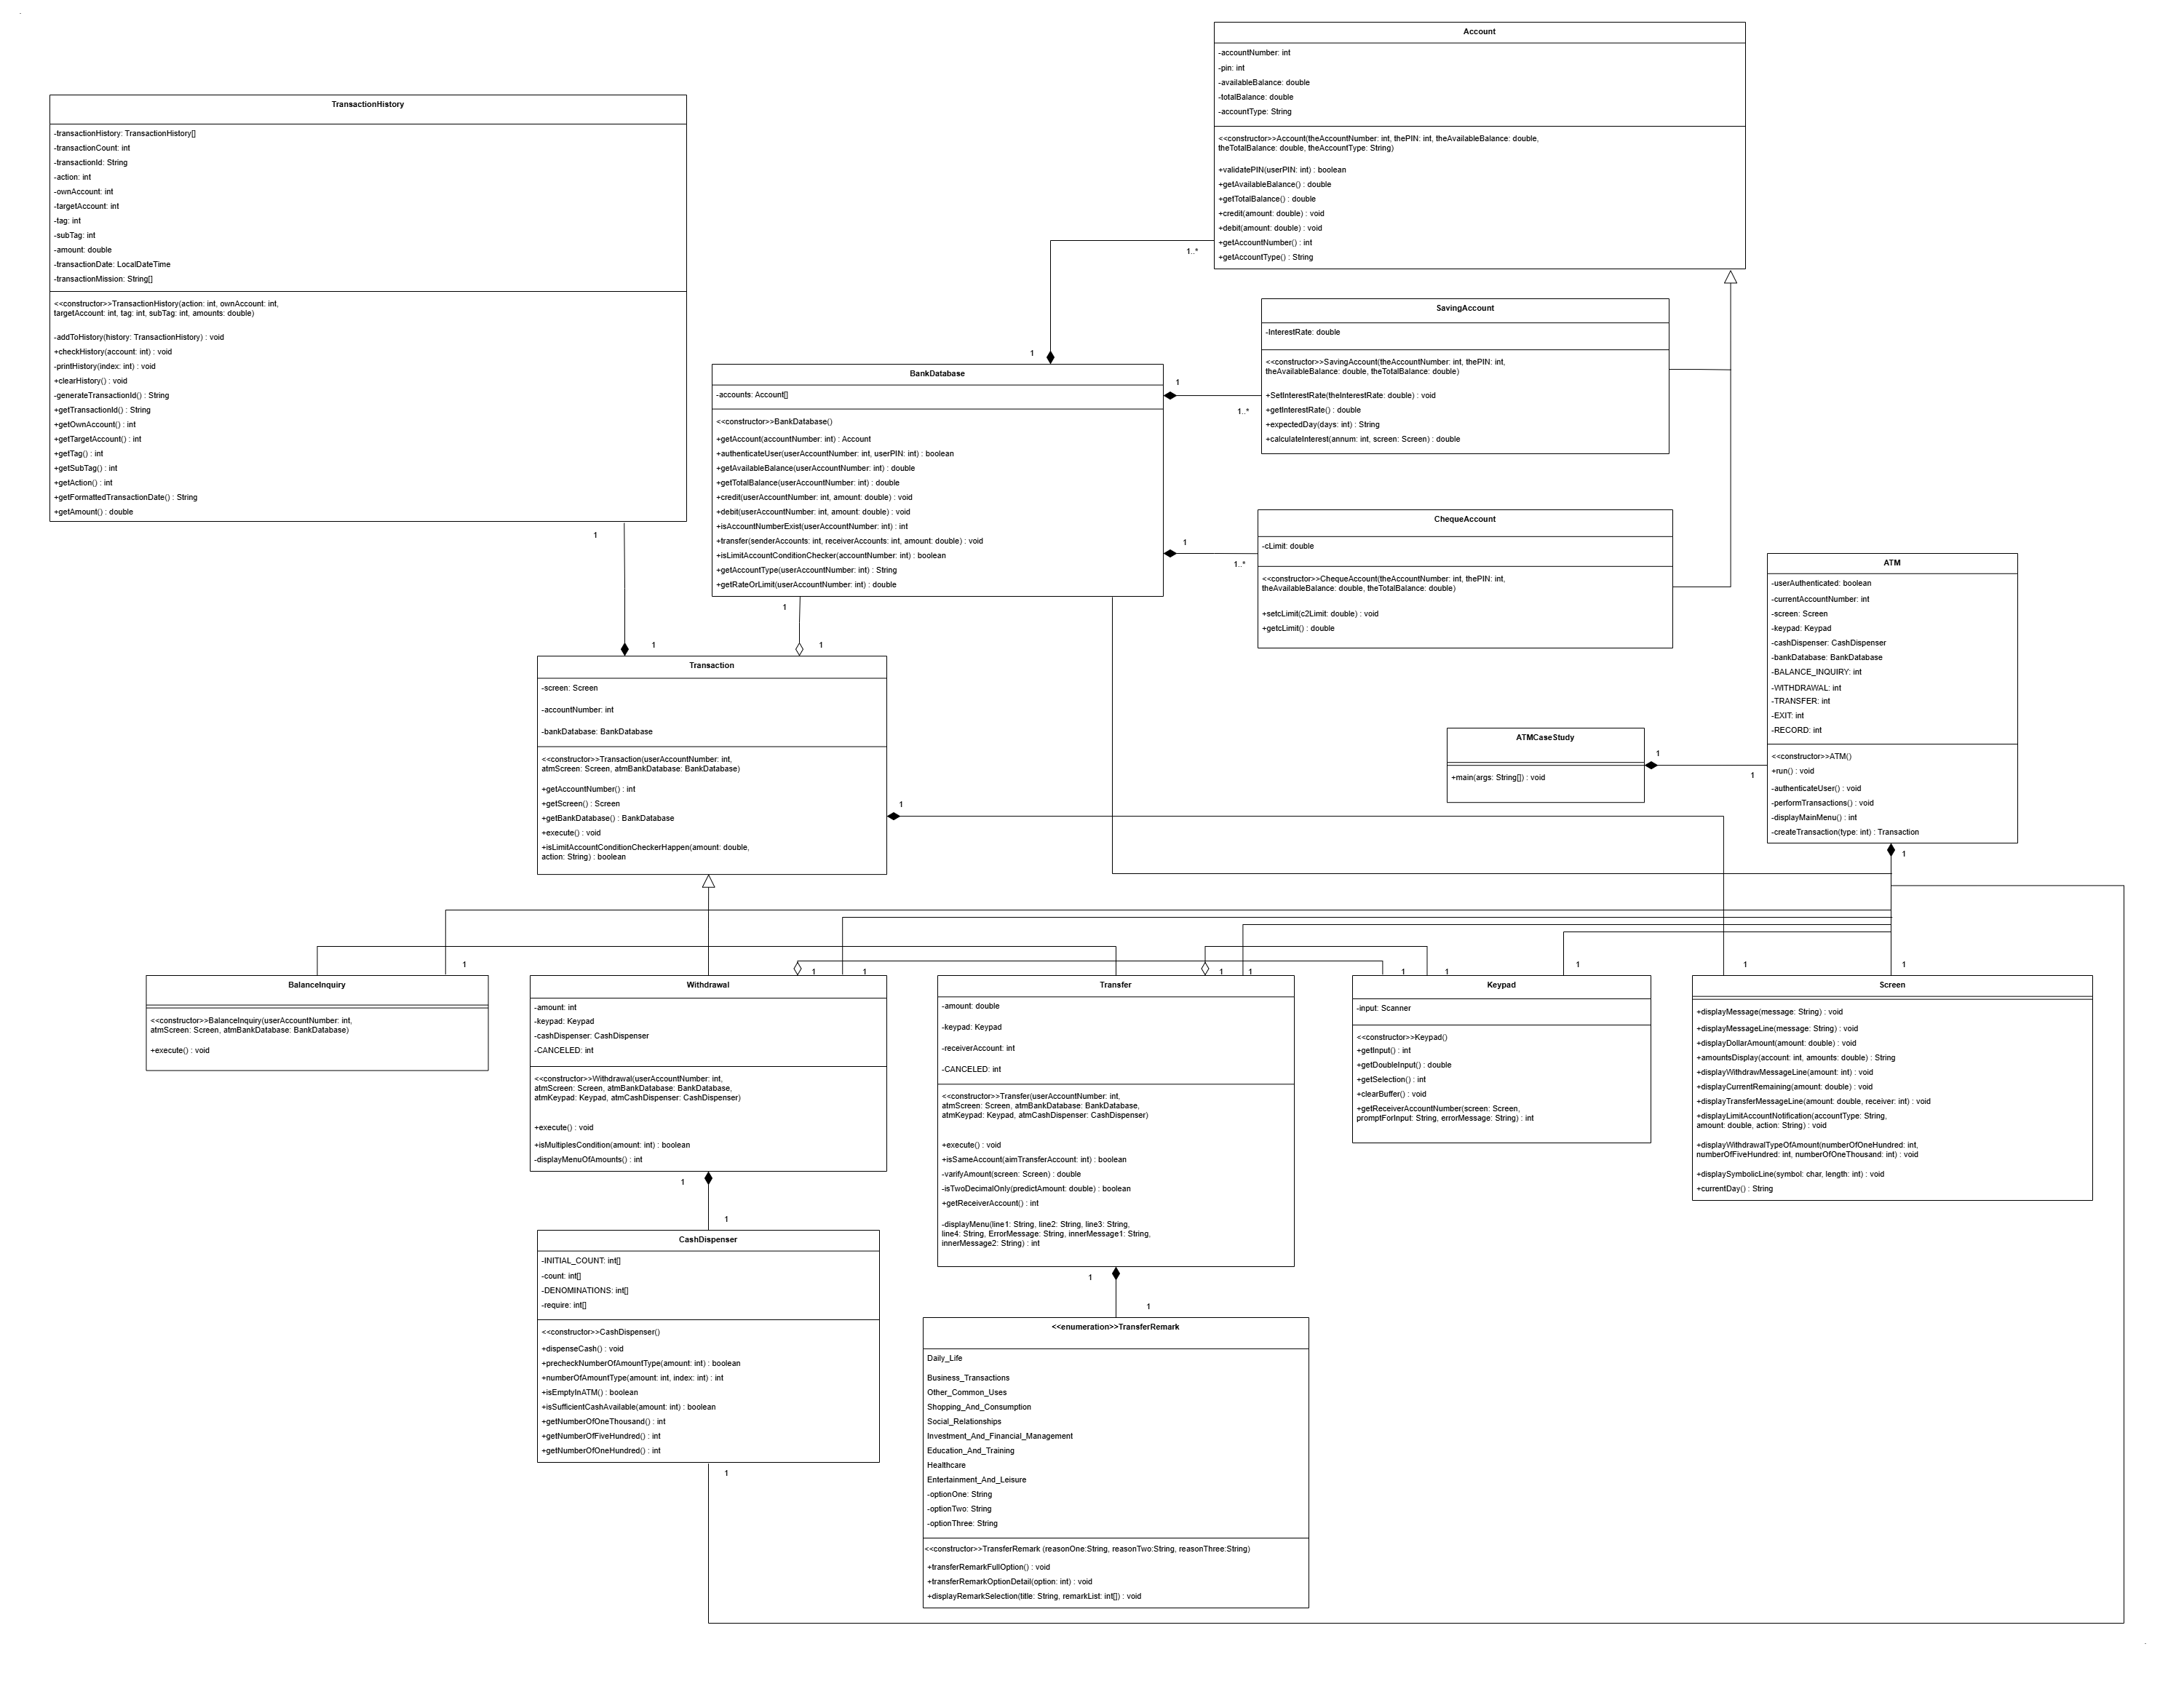 Account
-accountNumber: int
-pin: int
-availableBalance: double
-totalBalance: double
-accountType: String
<<constructor>>Account(theAccountNumber: int, thePIN: int, theAvailableBalance: double,
theTotalBalance: double, theAccountType: String)
+validatePIN(userPIN: int) : boolean
+getAvailableBalance() : double
+getTotalBalance() : double
+credit(amount: double) : void
+debit(amount: double) : void
+getAccountNumber() : int
+getAccountType() : String
1..*
1
TransactionHistory
-transactionHistory: TransactionHistory[]
-transactionCount: int
-transactionId: String
-action: int
-ownAccount: int
-targetAccount: int
-tag: int
-subTag: int
-amount: double
-transactionDate: LocalDateTime
-transactionMission: String[]
<<constructor>>TransactionHistory(action: int, ownAccount: int,
targetAccount: int, tag: int, subTag: int, amounts: double)
-addToHistory(history: TransactionHistory) : void
+checkHistory(account: int) : void
-printHistory(index: int) : void
+clearHistory() : void
-generateTransactionId() : String
+getTransactionId() : String
+getOwnAccount() : int
+getTargetAccount() : int
+getTag() : int
+getSubTag() : int
+getAction() : int
+getFormattedTransactionDate() : String
+getAmount() : double
1
1
BankDatabase
-accounts: Account[]
<<constructor>>BankDatabase()
+getAccount(accountNumber: int) : Account
+authenticateUser(userAccountNumber: int, userPIN: int) : boolean
+getAvailableBalance(userAccountNumber: int) : double
+getTotalBalance(userAccountNumber: int) : double
+credit(userAccountNumber: int, amount: double) : void
+debit(userAccountNumber: int, amount: double) : void
+isAccountNumberExist(userAccountNumber: int) : int
+transfer(senderAccounts: int, receiverAccounts: int, amount: double) : void
+isLimitAccountConditionChecker(accountNumber: int) : boolean
+getAccountType(userAccountNumber: int) : String
+getRateOrLimit(userAccountNumber: int) : double
1
1
1
1..*
1
1..*
SavingAccount
-InterestRate: double
<<constructor>>SavingAccount(theAccountNumber: int, thePIN: int,
theAvailableBalance: double, theTotalBalance: double)
+SetInterestRate(theInterestRate: double) : void
+getInterestRate() : double
+expectedDay(days: int) : String
+calculateInterest(annum: int, screen: Screen) : double
ChequeAccount
-cLimit: double
<<constructor>>ChequeAccount(theAccountNumber: int, thePIN: int,
theAvailableBalance: double, theTotalBalance: double)
+setcLimit(c2Limit: double) : void
+getcLimit() : double
ATM
-userAuthenticated: boolean
-currentAccountNumber: int
-screen: Screen
-keypad: Keypad
-cashDispenser: CashDispenser
-bankDatabase: BankDatabase
-BALANCE_INQUIRY: int
-WITHDRAWAL: int
-TRANSFER: int
-EXIT: int
-RECORD: int
<<constructor>>ATM()
+run() : void
-authenticateUser() : void
-performTransactions() : void
-displayMainMenu() : int
-createTransaction(type: int) : Transaction
1
ATMCaseStudy
+main(args: String[]) : void
1
1
Transaction
-screen: Screen
-accountNumber: int
-bankDatabase: BankDatabase
<<constructor>>Transaction(userAccountNumber: int,
atmScreen: Screen, atmBankDatabase: BankDatabase)
+getAccountNumber() : int
+getScreen() : Screen
+getBankDatabase() : BankDatabase
+execute() : void
+isLimitAccountConditionCheckerHappen(amount: double,
action: String) : boolean
1
1
1
1
1
1
1
1
1
1
BalanceInquiry
<<constructor>>BalanceInquiry(userAccountNumber: int,
atmScreen: Screen, atmBankDatabase: BankDatabase)
+execute() : void
Withdrawal
-amount: int
-keypad: Keypad
-cashDispenser: CashDispenser
-CANCELED: int
<<constructor>>Withdrawal(userAccountNumber: int,
atmScreen: Screen, atmBankDatabase: BankDatabase,
atmKeypad: Keypad, atmCashDispenser: CashDispenser)
+execute() : void
+isMultiplesCondition(amount: int) : boolean
-displayMenuOfAmounts() : int
1
1
Transfer
-amount: double
-keypad: Keypad
-receiverAccount: int
-CANCELED: int
<<constructor>>Transfer(userAccountNumber: int,
atmScreen: Screen, atmBankDatabase: BankDatabase,
atmKeypad: Keypad, atmCashDispenser: CashDispenser)
+execute() : void
+isSameAccount(aimTransferAccount: int) : boolean
-varifyAmount(screen: Screen) : double
-isTwoDecimalOnly(predictAmount: double) : boolean
+getReceiverAccount() : int
-displayMenu(line1: String, line2: String, line3: String,
line4: String, ErrorMessage: String, innerMessage1: String,
innerMessage2: String) : int
1
1
Keypad
-input: Scanner
<<constructor>>Keypad()
+getInput() : int
+getDoubleInput() : double
+getSelection() : int
+clearBuffer() : void
+getReceiverAccountNumber(screen: Screen,
promptForInput: String, errorMessage: String) : int
Screen
+displayMessage(message: String) : void
+displayMessageLine(message: String) : void
+displayDollarAmount(amount: double) : void
+amountsDisplay(account: int, amounts: double) : String
+displayWithdrawMessageLine(amount: int) : void
+displayCurrentRemaining(amount: double) : void
+displayTransferMessageLine(amount: double, receiver: int) : void
+displayLimitAccountNotification(accountType: String,
amount: double, action: String) : void
+displayWithdrawalTypeOfAmount(numberOfOneHundred: int,
numberOfFiveHundred: int, numberOfOneThousand: int) : void
+displaySymbolicLine(symbol: char, length: int) : void
+currentDay() : String
CashDispenser
-INITIAL_COUNT: int[]
-count: int[]
-DENOMINATIONS: int[]
-require: int[]
<<constructor>>CashDispenser()
+dispenseCash() : void
+precheckNumberOfAmountType(amount: int) : boolean
+numberOfAmountType(amount: int, index: int) : int
+isEmptyInATM() : boolean
+isSufficientCashAvailable(amount: int) : boolean
+getNumberOfOneThousand() : int
+getNumberOfFiveHundred() : int
+getNumberOfOneHundred() : int
1
<<enumeration>>TransferRemark
Daily_Life
Business_Transactions
Other_Common_Uses
Shopping_And_Consumption
Social_Relationships
Investment_And_Financial_Management
Education_And_Training
Healthcare
Entertainment_And_Leisure
-optionOne: String
-optionTwo: String
-optionThree: String
<<constructor>>TransferRemark (reasonOne:String, reasonTwo:String, reasonThree:String)
+transferRemarkFullOption() : void
+transferRemarkOptionDetail(option: int) : void
+displayRemarkSelection(title: String, remarkList: int[]) : void